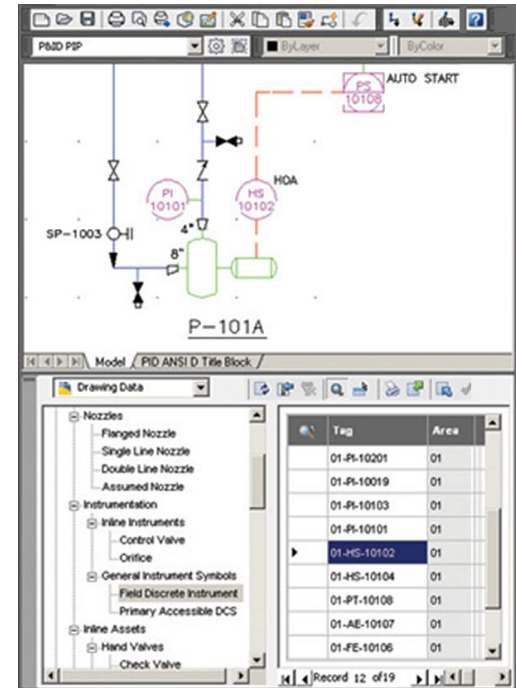 P&ID PIP
ByLayer
ByColor
PS
10108
AUTO START
PI
10101
HS
10102
HOA
4"
SP-1003
8"
P-101A
Model
PID ANSI D Title Block
Drawing Data
Nozzles
Flanged Nozzle
Single Line Nozzle
Double Line Nozzle
Assumed Nozzle
Instrumentation
Inline Instruments
Control Valve
Orifice
General Instrument Symbols
Field Discrete Instrument
Primary Accessible DCS
Inline Assets
Hand Valves
Check Valve
Tag Area
01-PI-10201 01
01-PI-10019 01
01-PI-10103 01
01-PI-10101 01
01-HS-10102 01
01-HS-10104 01
01-PT-10108 01
01-AE-10107 01
01-FE-10106 01
Record 12 of19